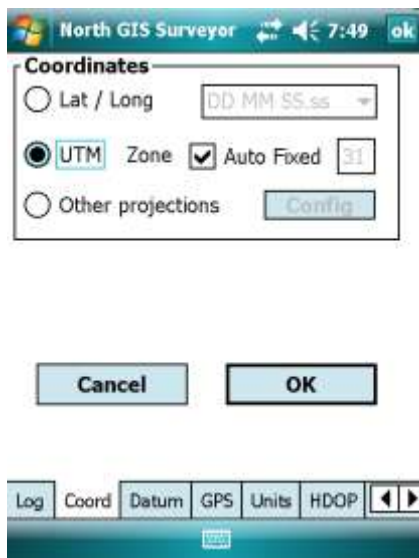 North GIS Surveyor 7:49 ok
Coordinates
Lat / Long DD MM SS.ss
UTM Zone Auto Fixed 31
Other projections Config
Cancel OK
Log Coord Datum GPS Units HDOP